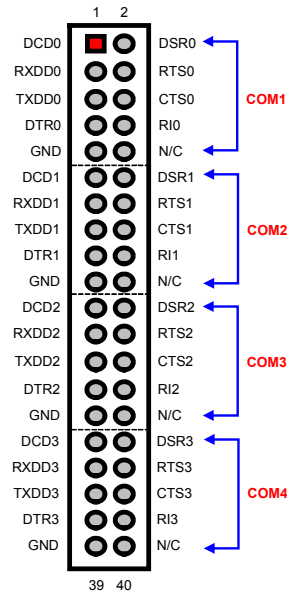 1 2
DCD0 DSR0
RXDD0 RTS0
TXDD0 CTS0
COM1
DTR0 RI0
GND N/C
DCD1 DSR1
RXDD1 RTS1
TXDD1 CTS1
COM2
DTR1 RI1
GND N/C
DCD2 DSR2
RXDD2 RTS2
TXDD2 CTS2
COM3
DTR2 RI2
GND N/C
DCD3 DSR3
RXDD3 RTS3
TXDD3 CTS3
COM4
DTR3 RI3
GND N/C
39 40